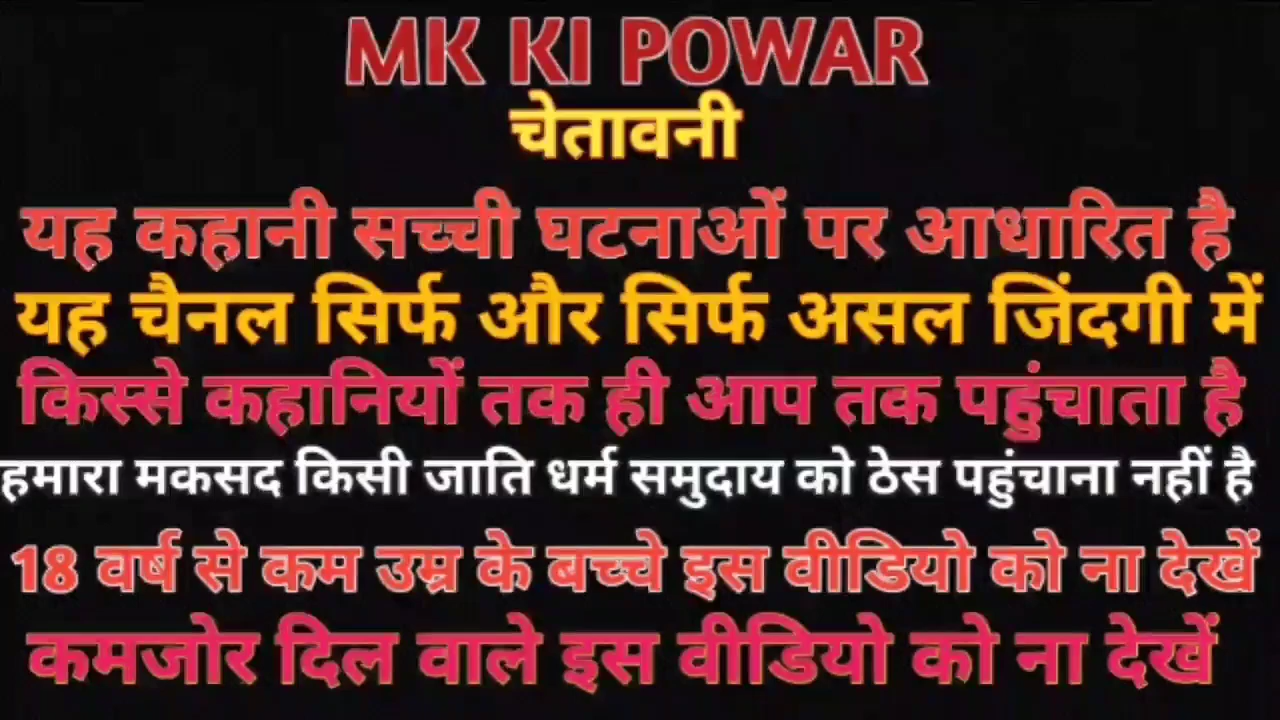 MK KI POWAR
चेतावनी
यह कहानी सच्ची घटनाओं पर आधारित है
यह चैनल सिर्फ और सिर्फ असल जिंदगी में
किस्से कहानियों तक ही आप तक पहुंचाता है
हमारा मकसद किसी जाति धर्म समुदाय को ठेस पहुंचाना नहीं है
18 वर्ष से कम उम्र के बच्चे इस वीडियो को ना देखें
कमजोर दिल वाले इस वीडियो को ना देखें